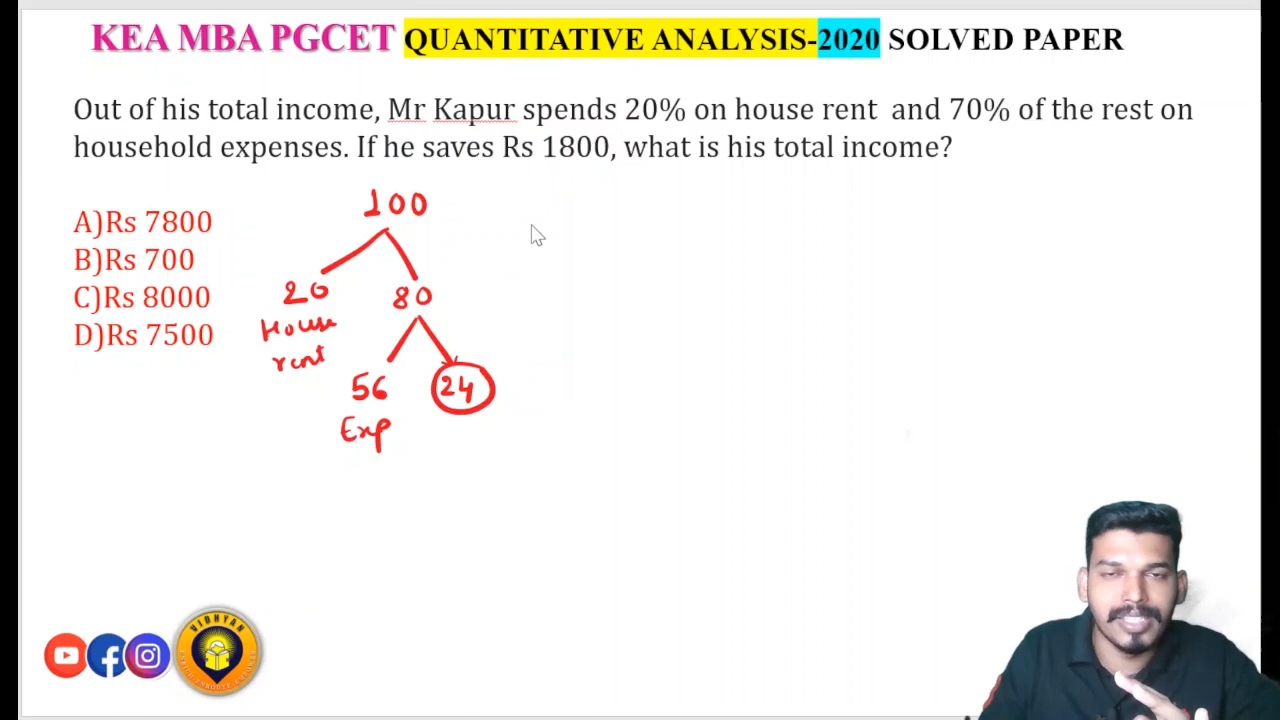 KEA MBA PGCET QUANTITATIVE ANALYSIS-2020 SOLVED PAPER
Out of his total income, Mr Kapur spends 20% on house rent and 70% of the rest on
household expenses. If he saves Rs 1800, what is his total income?
A)Rs 7800
B)Rs 700
C)Rs 8000
D)Rs 7500
100
20 80
House
rent
56 24
Exp
VIDHYAN